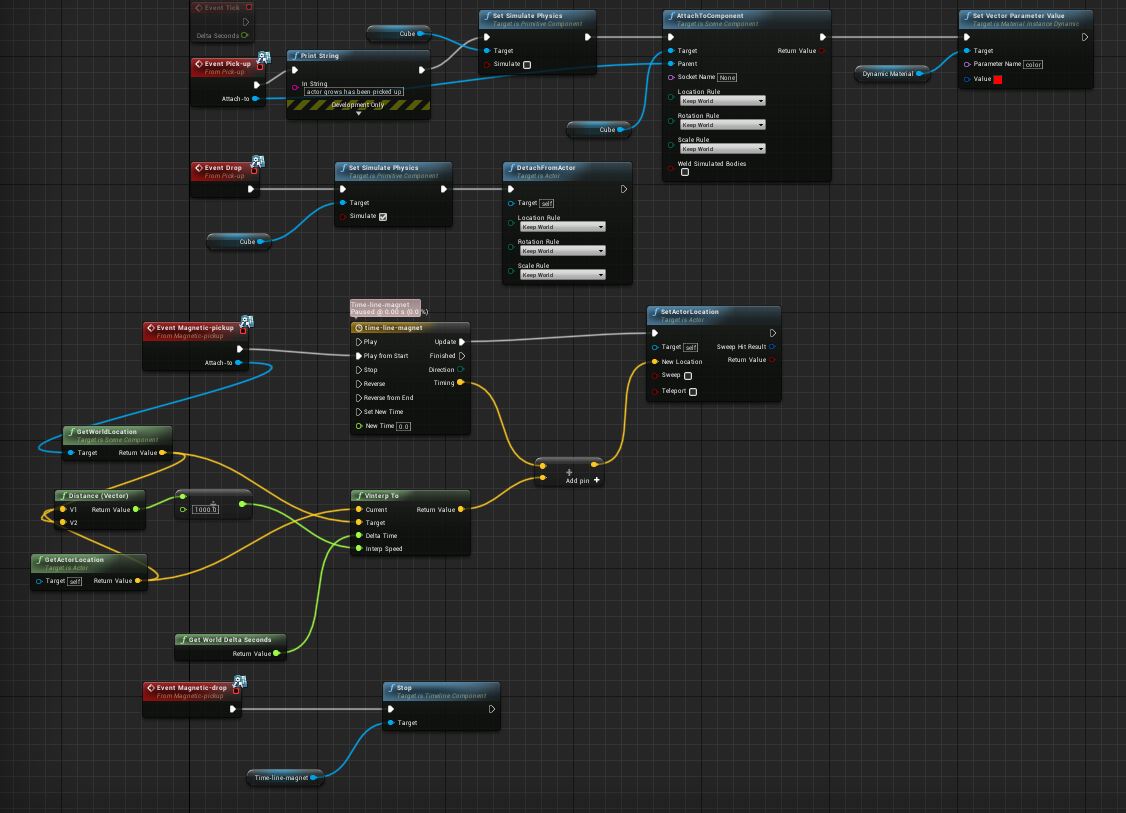 Event Tick
Delta Seconds
Event Pick-up
From Pick-up
Attach-to
Print String
In String
actor grows has been picked up
Development Only
Cube
Set Simulate Physics
Target is Primitive Component
Target
Simulate
Cube
AttachToComponent
Target is Scene Component
Target
Return Value
Parent
Socket Name None
Location Rule
Keep World
Rotation Rule
Keep World
Scale Rule
Keep World
Weld Simulated Bodies
Dynamic Material
Set Vector Parameter Value
Target is Material Instance Dynamic
Target
Parameter Name color
Value
Event Drop
From Pick-up
Cube
Set Simulate Physics
Target is Primitive Component
Target
Simulate
DetachFromActor
Target is Actor
Target self
Location Rule
Keep World
Rotation Rule
Keep World
Scale Rule
Keep World
Event Magnetic-pickup
From Magnetic-pickup
Attach-to
Time-line-magnet
Paused @ 0.00 s (0.0 %)
time-line-magnet
Play Update
Play from Start Finished
Stop Direction
Reverse Timing
Reverse from End
Set New Time
New Time 0.0
SetActorLocation
Target is Actor
Target self Sweep Hit Result
New Location Return Value
Sweep
Teleport
GetWorldLocation
Target is Scene Component
Target Return Value
Add pin +
Distance (Vector)
V1 Return Value
V2
÷
1000.0
VInterp To
Current Return Value
Target
Delta Time
Interp Speed
GetActorLocation
Target is Actor
Target self Return Value
Get World Delta Seconds
Return Value
Event Magnetic-drop
From Magnetic-pickup
Stop
Target is Timeline Component
Target
Time-line-magnet